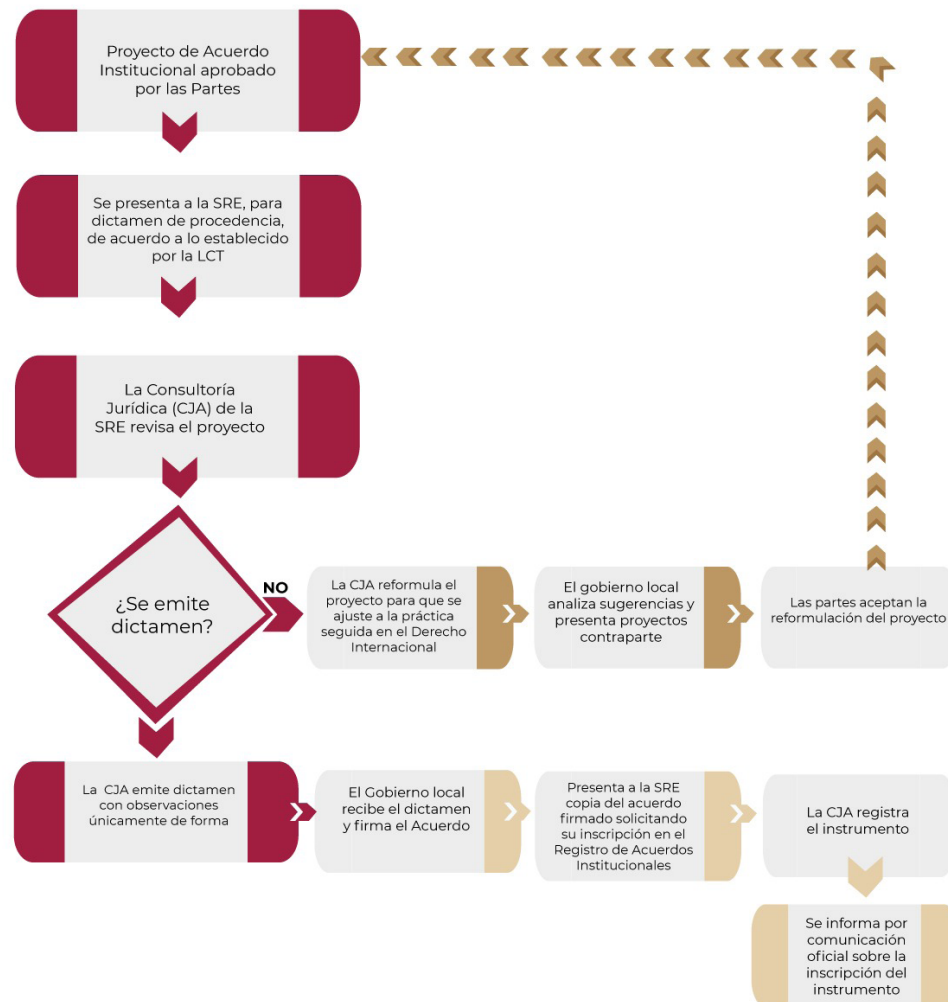 Proyecto de Acuerdo
Institucional aprobado
por las Partes
Se presenta a la SRE, para
dictamen de procedencia,
de acuerdo a lo establecido
por la LCT
La Consultoría
Jurídica (CJA) de la
SRE revisa el proyecto
¿Se emite
dictamen?
NO
La CJA reformula el
proyecto para que se
ajuste a la práctica
seguida en el Derecho
Internacional
El gobierno local
analiza sugerencias y
presenta proyectos
contraparte
Las partes aceptan la
reformulación del proyecto
La CJA emite dictamen
con observaciones
únicamente de forma
El Gobierno local
recibe el dictamen
y firma el Acuerdo
Presenta a la SRE
copia del acuerdo
firmado solicitando
su inscripción en el
Registro de Acuerdos
Institucionales
La CJA registra
el instrumento
Se informa por
comunicación
oficial sobre la
inscripción del
instrumento